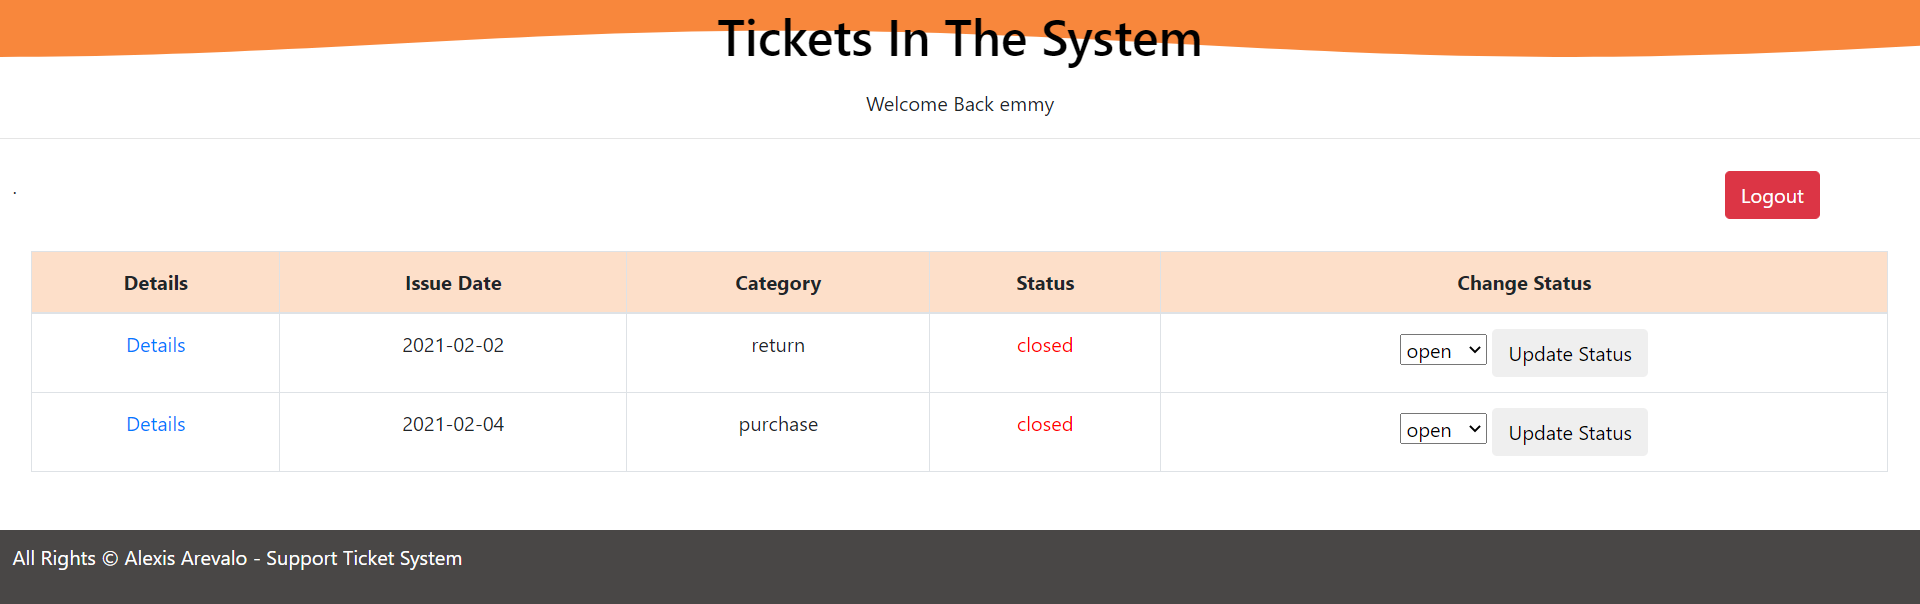 Tickets In The System
Welcome Back emmy
.
Logout
Details Issue Date Category Status Change Status
Details 2021-02-02 return closed open Update Status
Details 2021-02-04 purchase closed open Update Status
All Rights © Alexis Arevalo - Support Ticket System